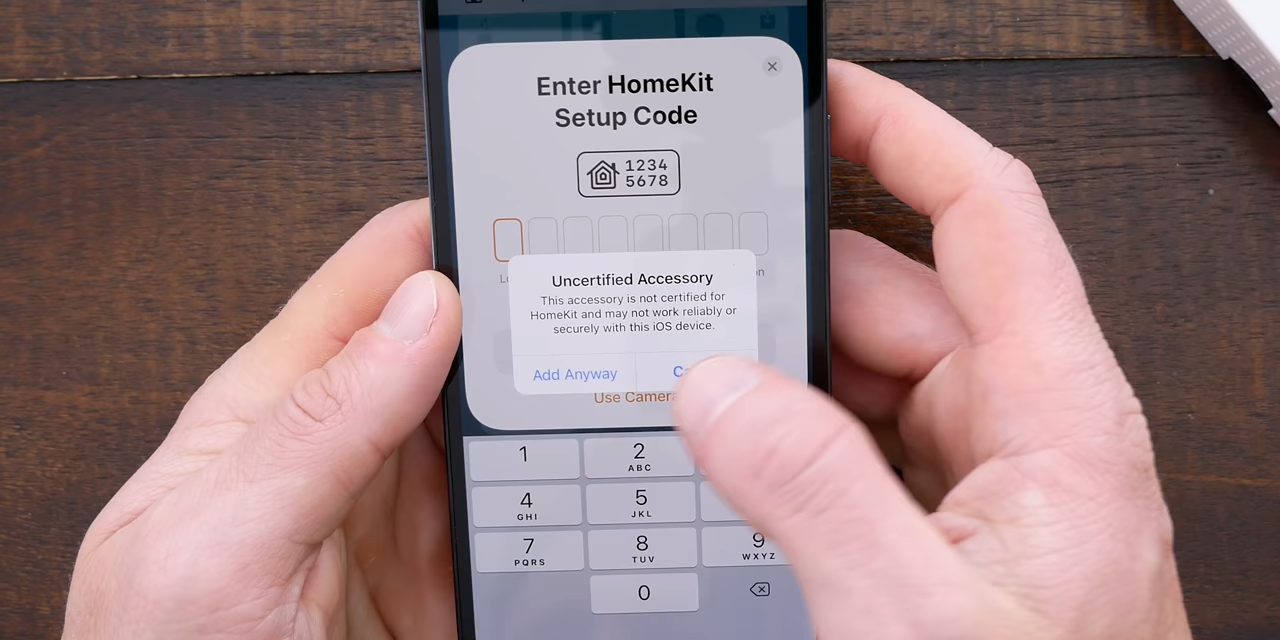 Enter HomeKit
Setup Code
1234
5678
Uncertified Accessory
This accessory is not certified for
HomeKit and may not work reliably or
securely with this iOS device.
Add Anyway
Use Camera
1
2
ABC
4
GHI
5
JKL
7
PQRS
8
TUV
9
WXYZ
0